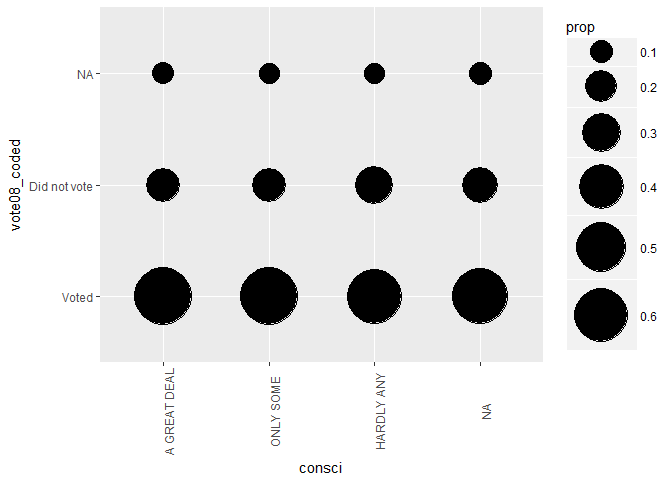 prop
0.1
0.2
0.3
0.4
0.5
0.6
vote08_coded
NA
Did not vote
Voted
A GREAT DEAL
ONLY SOME
HARDLY ANY
NA
consci